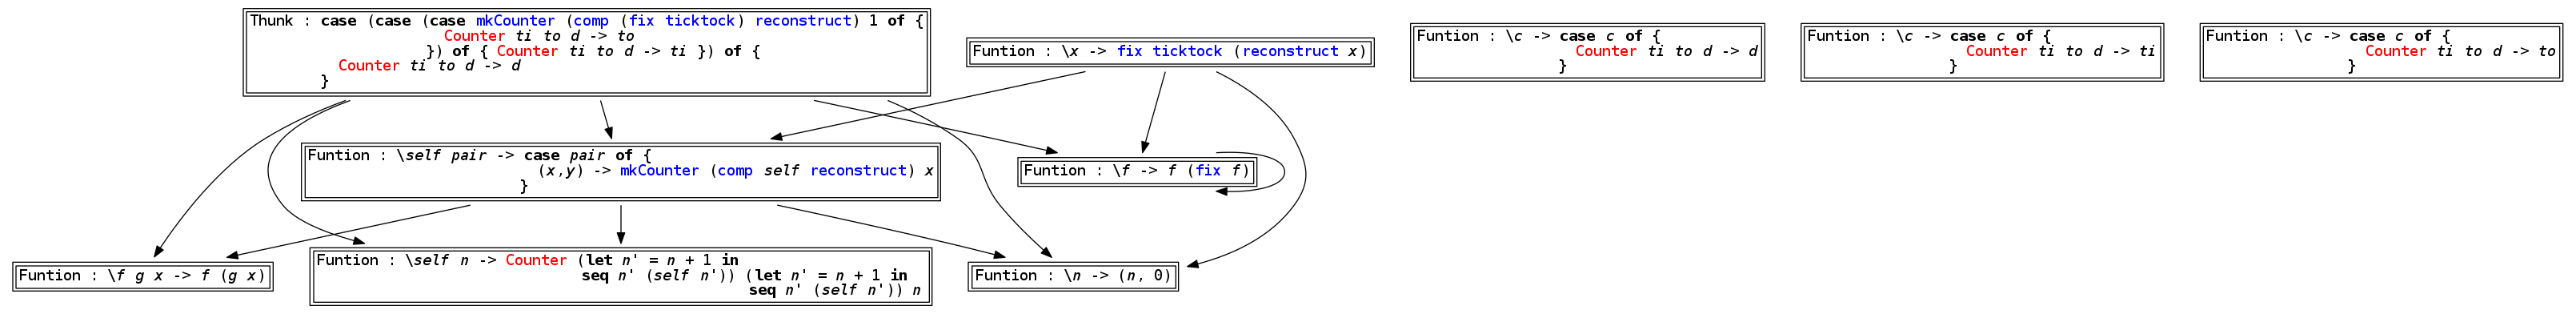 Thunk : case (case (case mkCounter (comp (fix ticktock) reconstruct) 1 of {
Counter ti to d -> to
}) of { Counter ti to d -> ti }) of {
Counter ti to d -> d
}
Funtion : \x -> fix ticktock (reconstruct x)
Funtion : \c -> case c of {
Counter ti to d -> d
}
Funtion : \c -> case c of {
Counter ti to d -> ti
}
Funtion : \c -> case c of {
Counter ti to d -> to
}
Funtion : \self pair -> case pair of {
(x,y) -> mkCounter (comp self reconstruct) x
}
Funtion : \f -> f (fix f)
Funtion : \f g x -> f (g x)
Funtion : \self n -> Counter (let n' = n + 1 in
seq n' (self n')) (let n' = n + 1 in
seq n' (self n')) n
Funtion : \n -> (n, 0)